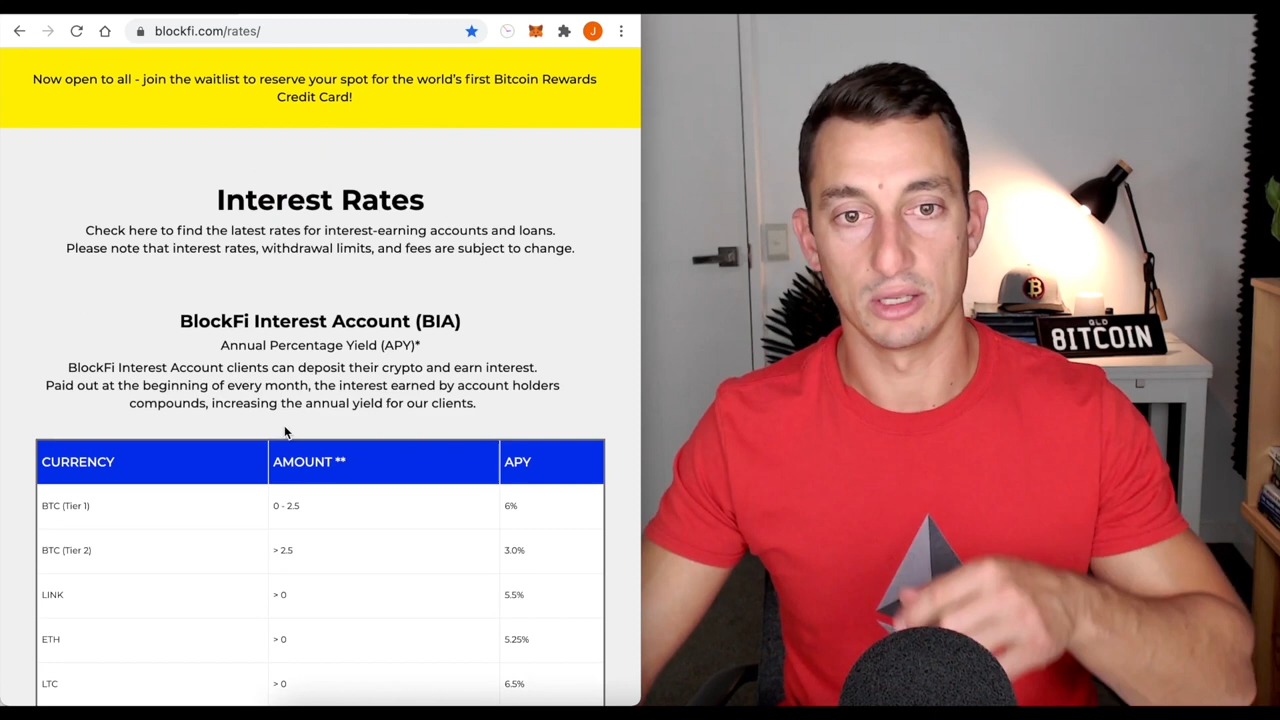 blockfi.com/rates/
J
Now open to all - join the waitlist to reserve your spot for the world's first Bitcoin Rewards
Credit Card!
Interest Rates
Check here to find the latest rates for interest-earning accounts and loans.
Please note that interest rates, withdrawal limits, and fees are subject to change.
BlockFi Interest Account (BIA)
Annual Percentage Yield (APY)*
BlockFi Interest Account clients can deposit their crypto and earn interest.
Paid out at the beginning of every month, the interest earned by account holders
compounds, increasing the annual yield for our clients.
CURRENCY AMOUNT ** APY
BTC (Tier 1) 0 - 2.5 6%
BTC (Tier 2) > 2.5 3.0%
LINK > 0 5.5%
ETH > 0 5.25%
LTC > 0 6.5%
B
QLD
8ITCOIN